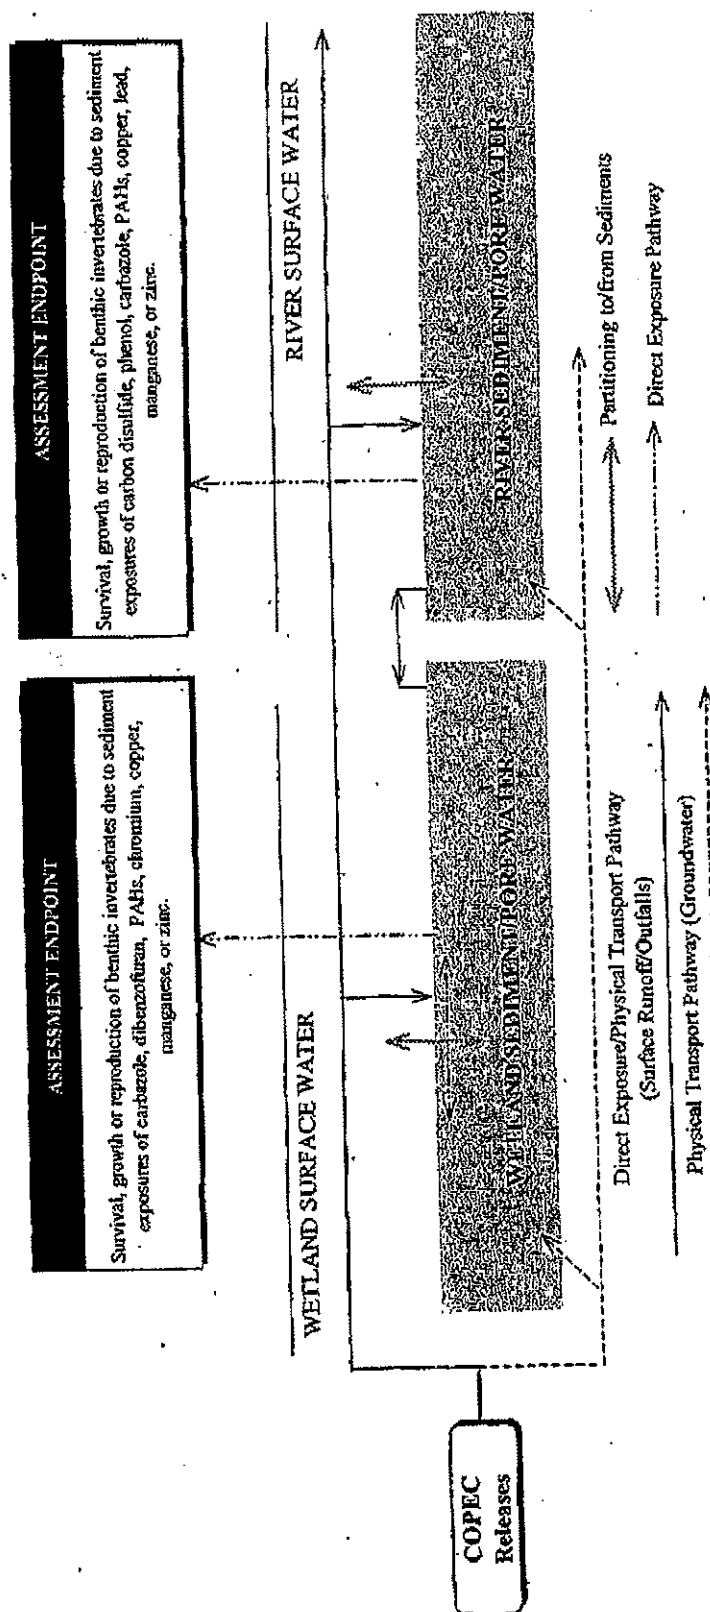 ASSESSMENT ENDPOINT
Survival, growth or reproduction of benthic invertebrates due to sediment
exposures of carbazole, dibenzofuran, PAHs, chromium, copper,
manganese, or zinc.
ASSESSMENT ENDPOINT
Survival, growth or reproduction of benthic invertebrates due to sediment
exposures of carbon disulfide, phenol, carbazole, PAHs, copper, lead,
manganese, or zinc.
WETLAND SURFACE WATER
RIVER SURFACE WATER
COPEC
Releases
WETLAND SEDIMENT/PORE WATER
RIVER SEDIMENT/PORE WATER
Direct Exposure/Physical Transport Pathway
(Surface Runoff/Outfalls)
Partitioning to/from Sediments
Physical Transport Pathway (Groundwater)
Direct Exposure Pathway